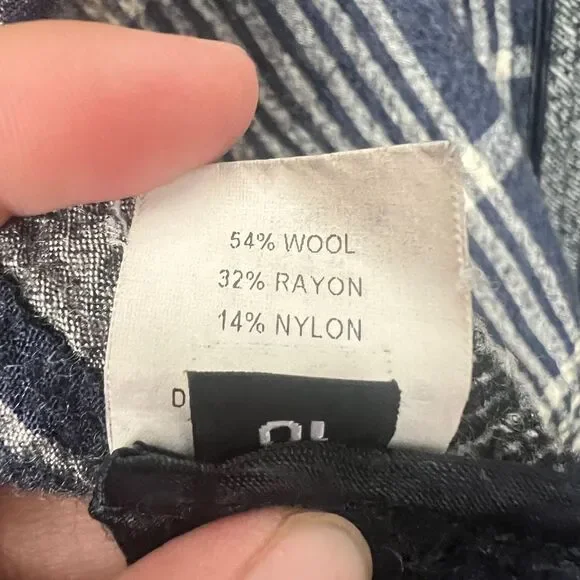 54% WOOL
32% RAYON
14% NYLON
D